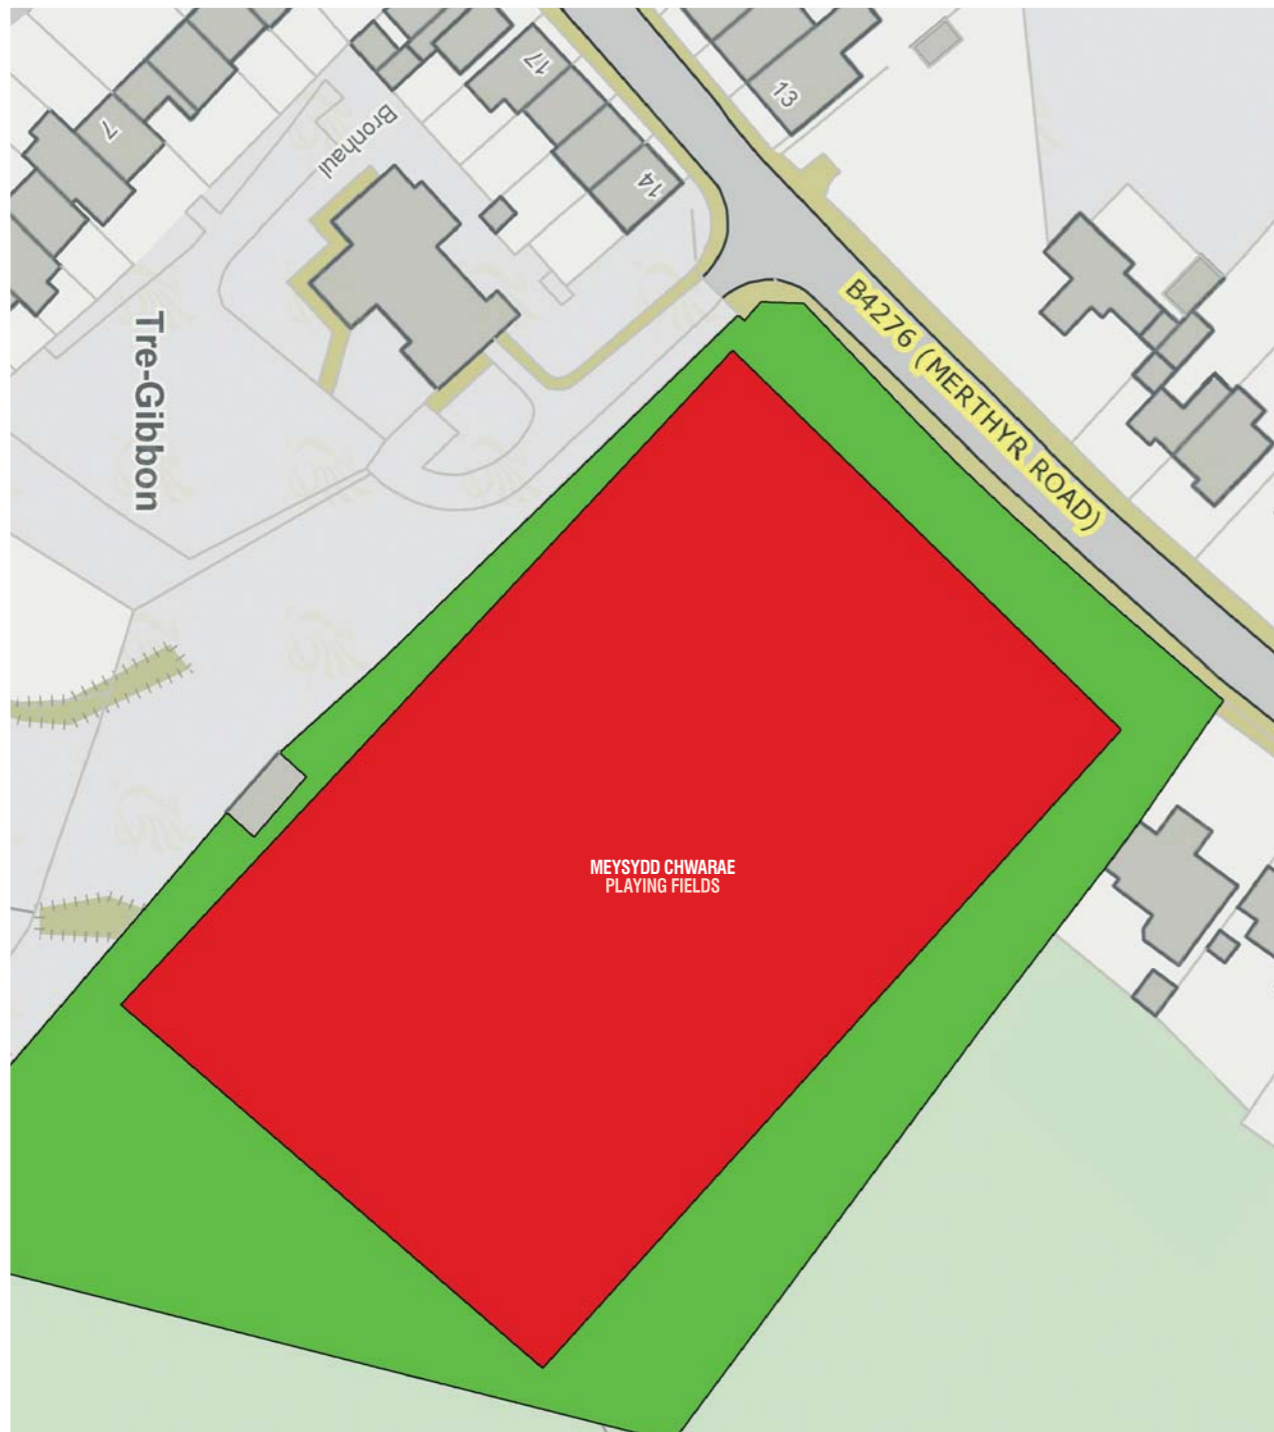 17
13
7
Bronhaul
14
B4276 (MERTHYR ROAD)
Tre-Gibbon
MEYSYDD CHWARAE
PLAYING FIELDS